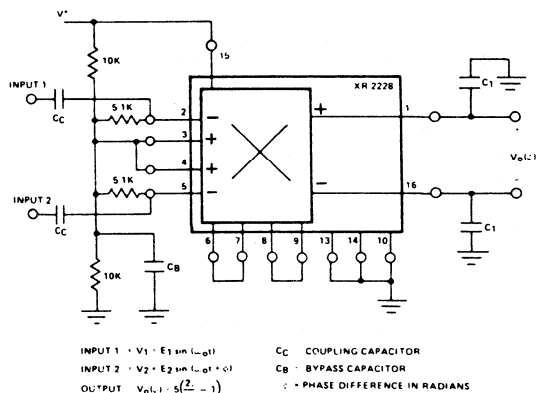 V+
15
10K
XR 2228
C1
INPUT 1
CC
5.1K
2
−
+
1
3
+
4
+
Vo(
5.1K
5
−
−
16
INPUT 2
CC
C1
6
7
8
9
13
14
10
10K
CB
INPUT 1 = V1 = E1 sin
INPUT 2 = V2 = E2 sin
OUTPUT
CC COUPLING CAPACITOR
CB - BYPASS CAPACITOR
= PHASE DIFFERENCE IN RADIANS